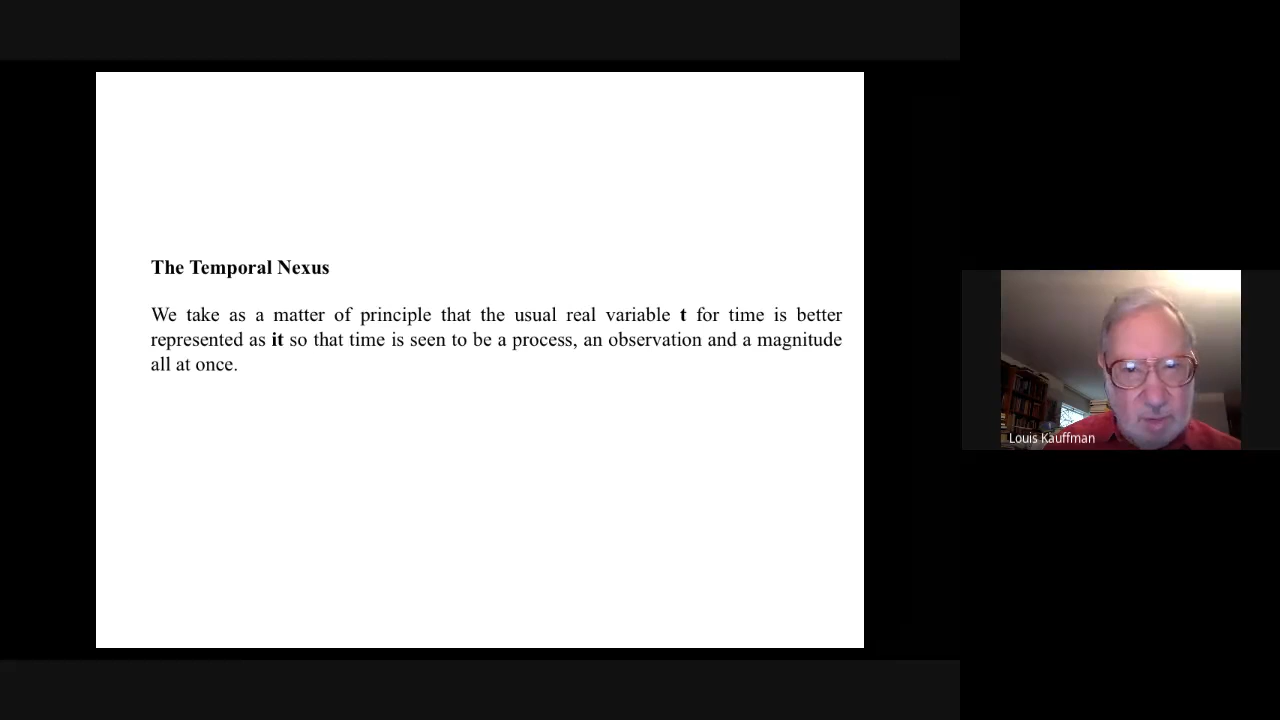 The Temporal Nexus
We take as a matter of principle that the usual real variable t for time is better
represented as it so that time is seen to be a process, an observation and a magnitude
all at once.
Louis Kauffman